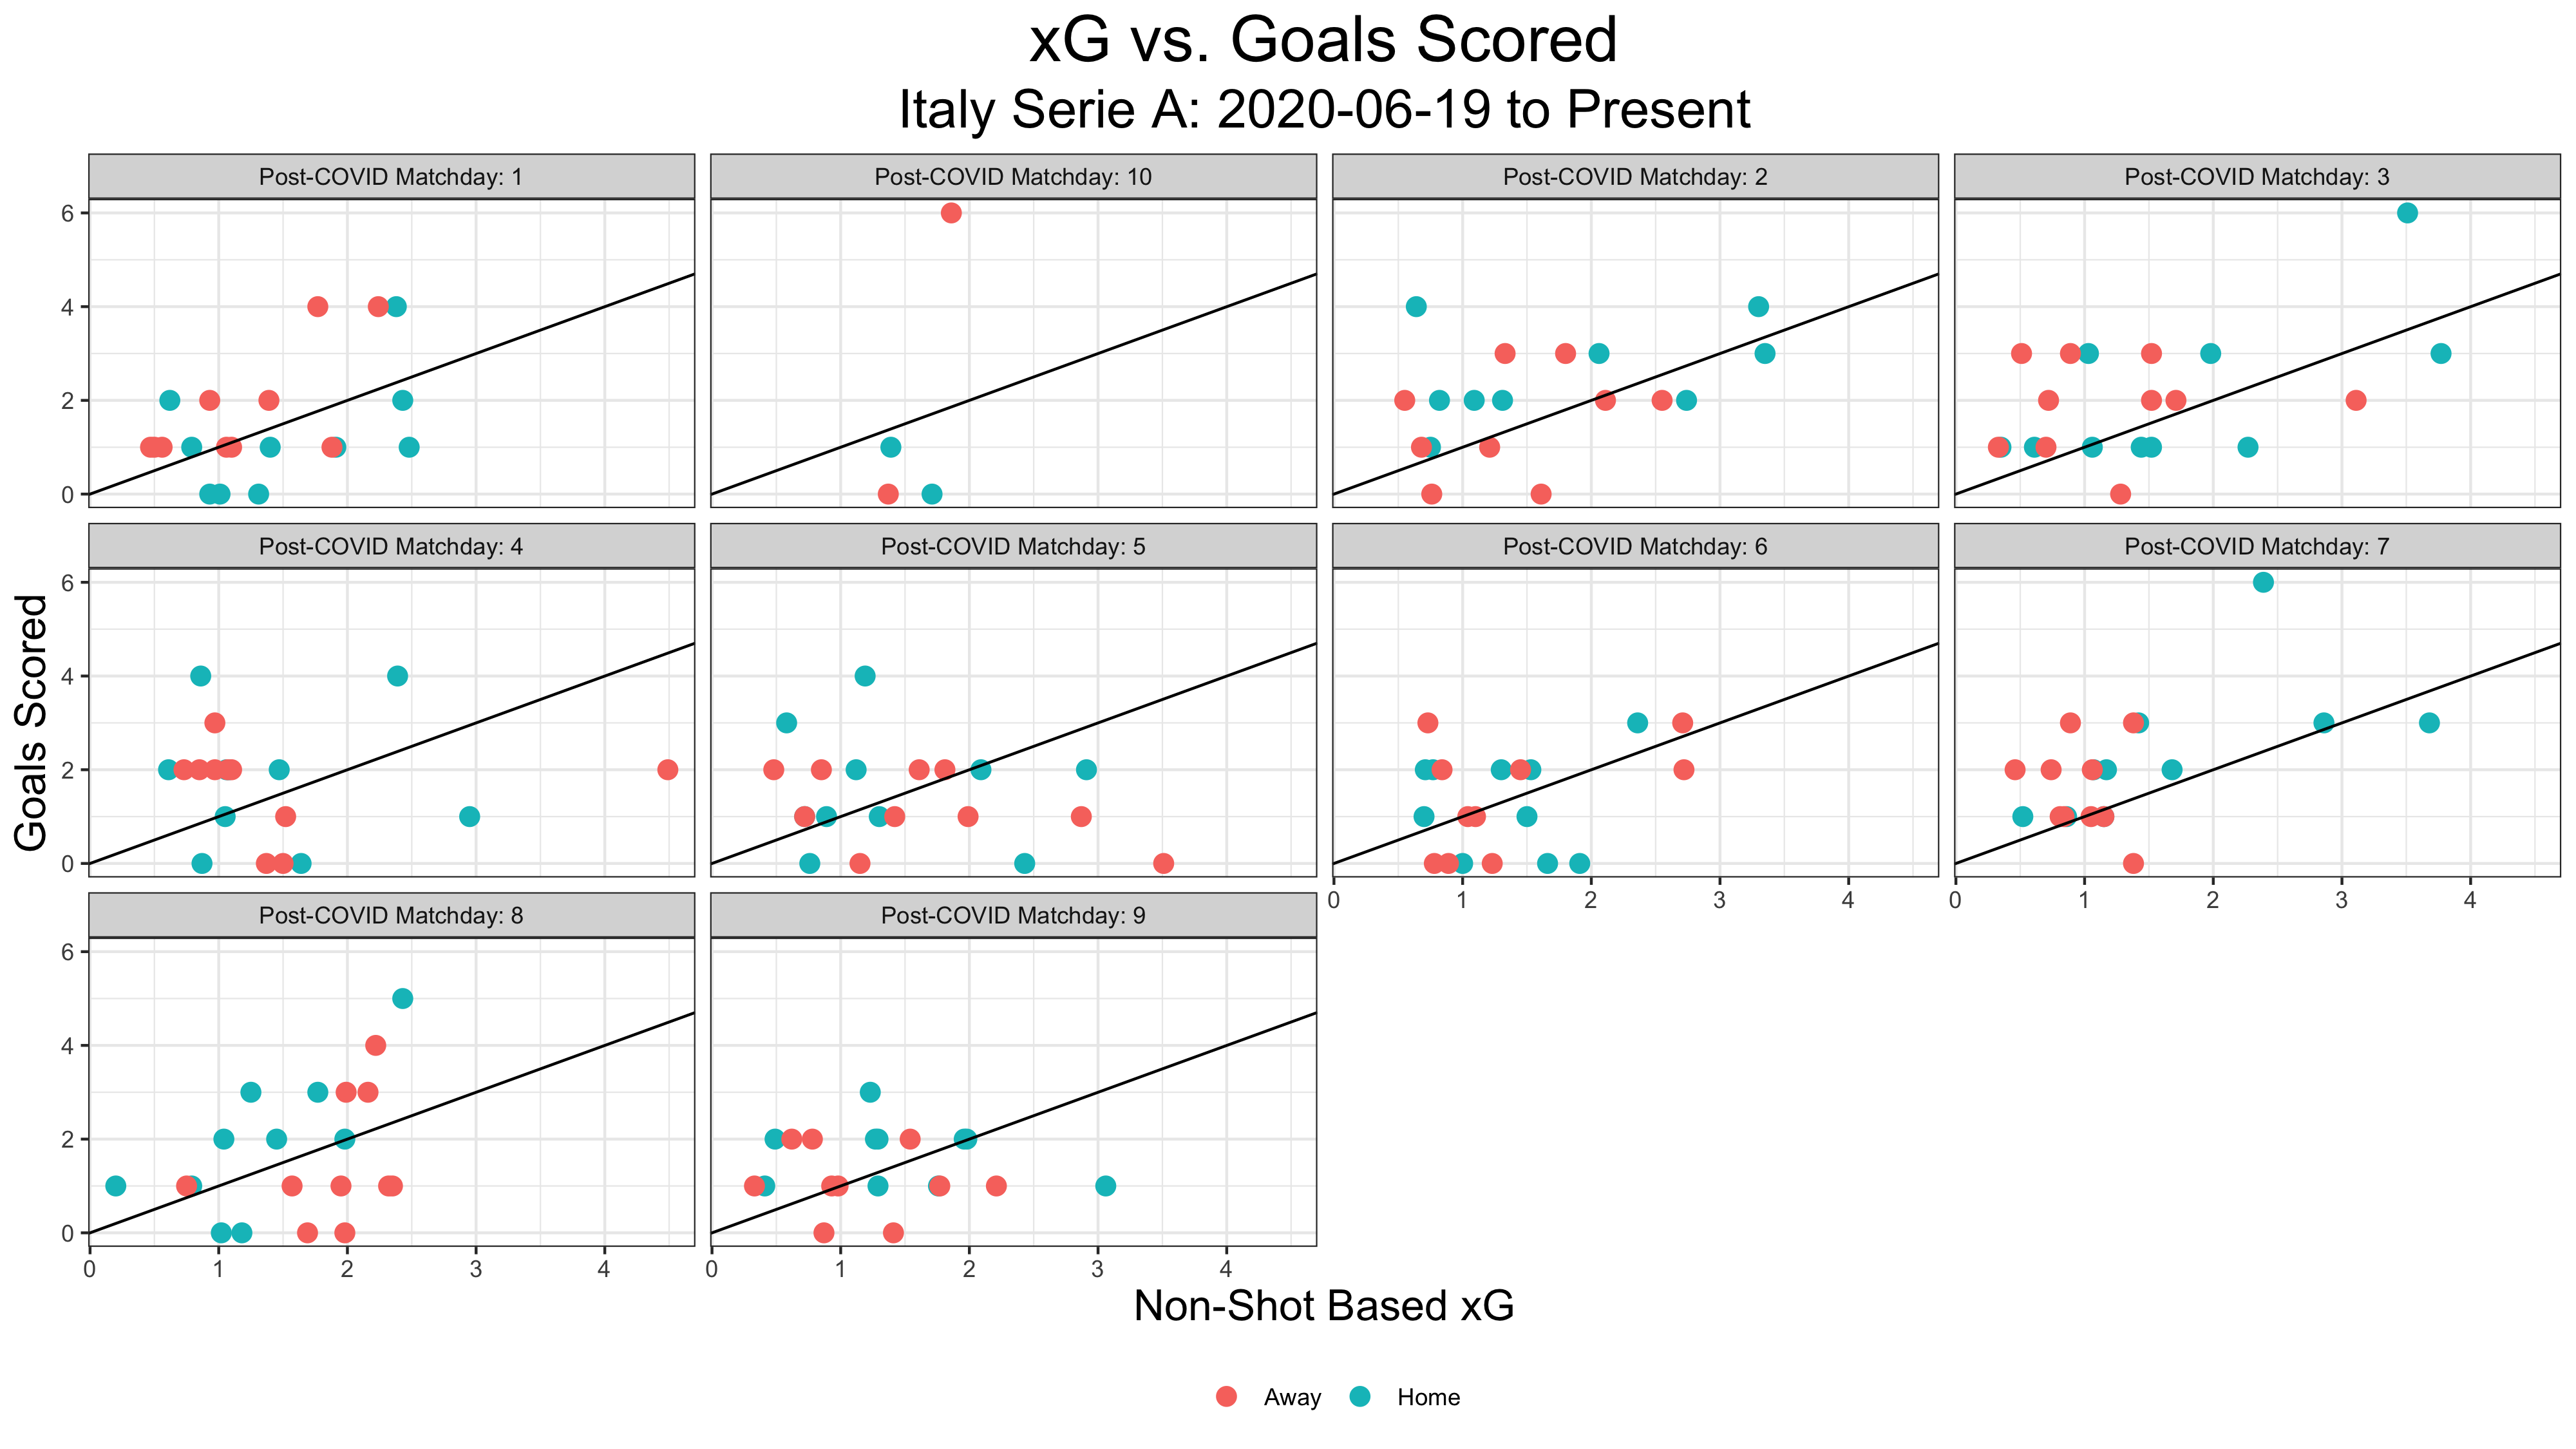 xG vs. Goals Scored
Italy Serie A: 2020-06-19 to Present
Post-COVID Matchday: 1
Post-COVID Matchday: 10
Post-COVID Matchday: 2
Post-COVID Matchday: 3
6
4
2
0
Post-COVID Matchday: 4
Post-COVID Matchday: 5
Post-COVID Matchday: 6
Post-COVID Matchday: 7
Goals Scored
6
4
2
0
0 1 2 3 4
0 1 2 3 4
Post-COVID Matchday: 8
Post-COVID Matchday: 9
6
4
2
0
0 1 2 3 4
0 1 2 3 4
Non-Shot Based xG
Away Home